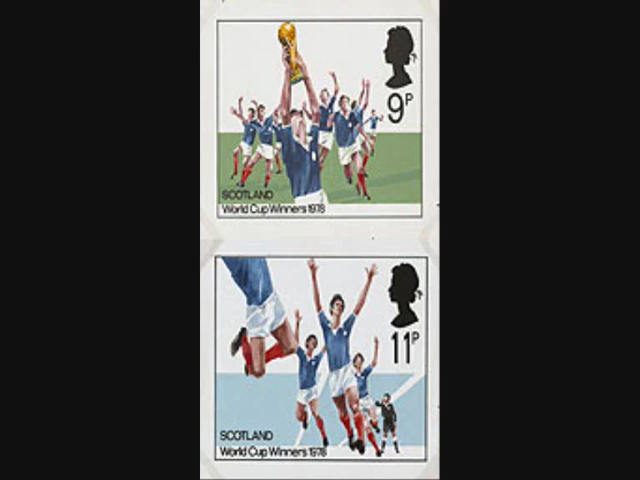 9P
SCOTLAND
World Cup Winners 1978
11P
SCOTLAND
World Cup Winners 1978